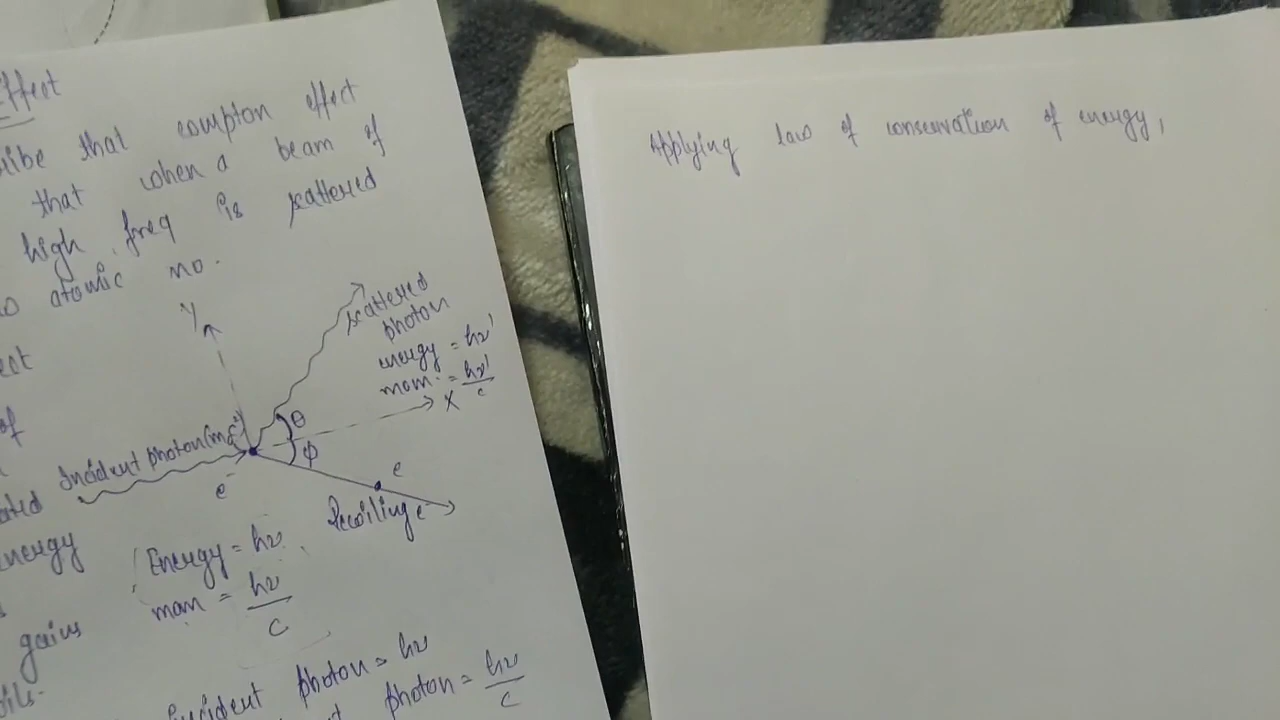 Effect
that compton effect
that when a beam of
high freq is scattered
atomic no.
Y
scattered
photon
energy = hν'
mom. = hν'/c
X
θ
φ
of
Incident photon
e⁻
e
Recoiling e⁻
energy
Energy = hν
mom = hν/c
gains
incident photon = hν
photon = hν/c
Applying law of conservation of energy,